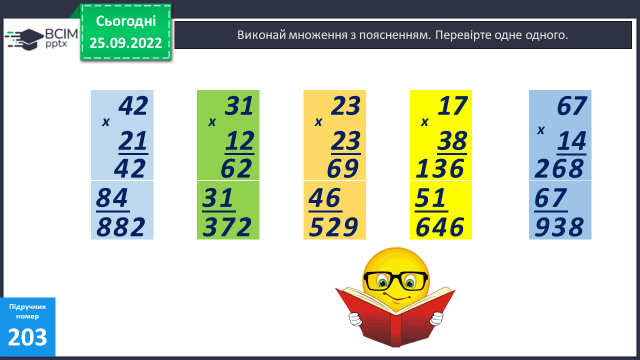 ВСІМ
pptx
Сьогодні
25.09.2022
Виконай множення з поясненням. Перевірте одне одного.
42
х
21
42
84
882
31
х
12
62
31
372
23
х
23
69
46
529
17
х
38
136
51
646
67
х
14
268
67
938
Підручник
номер
203